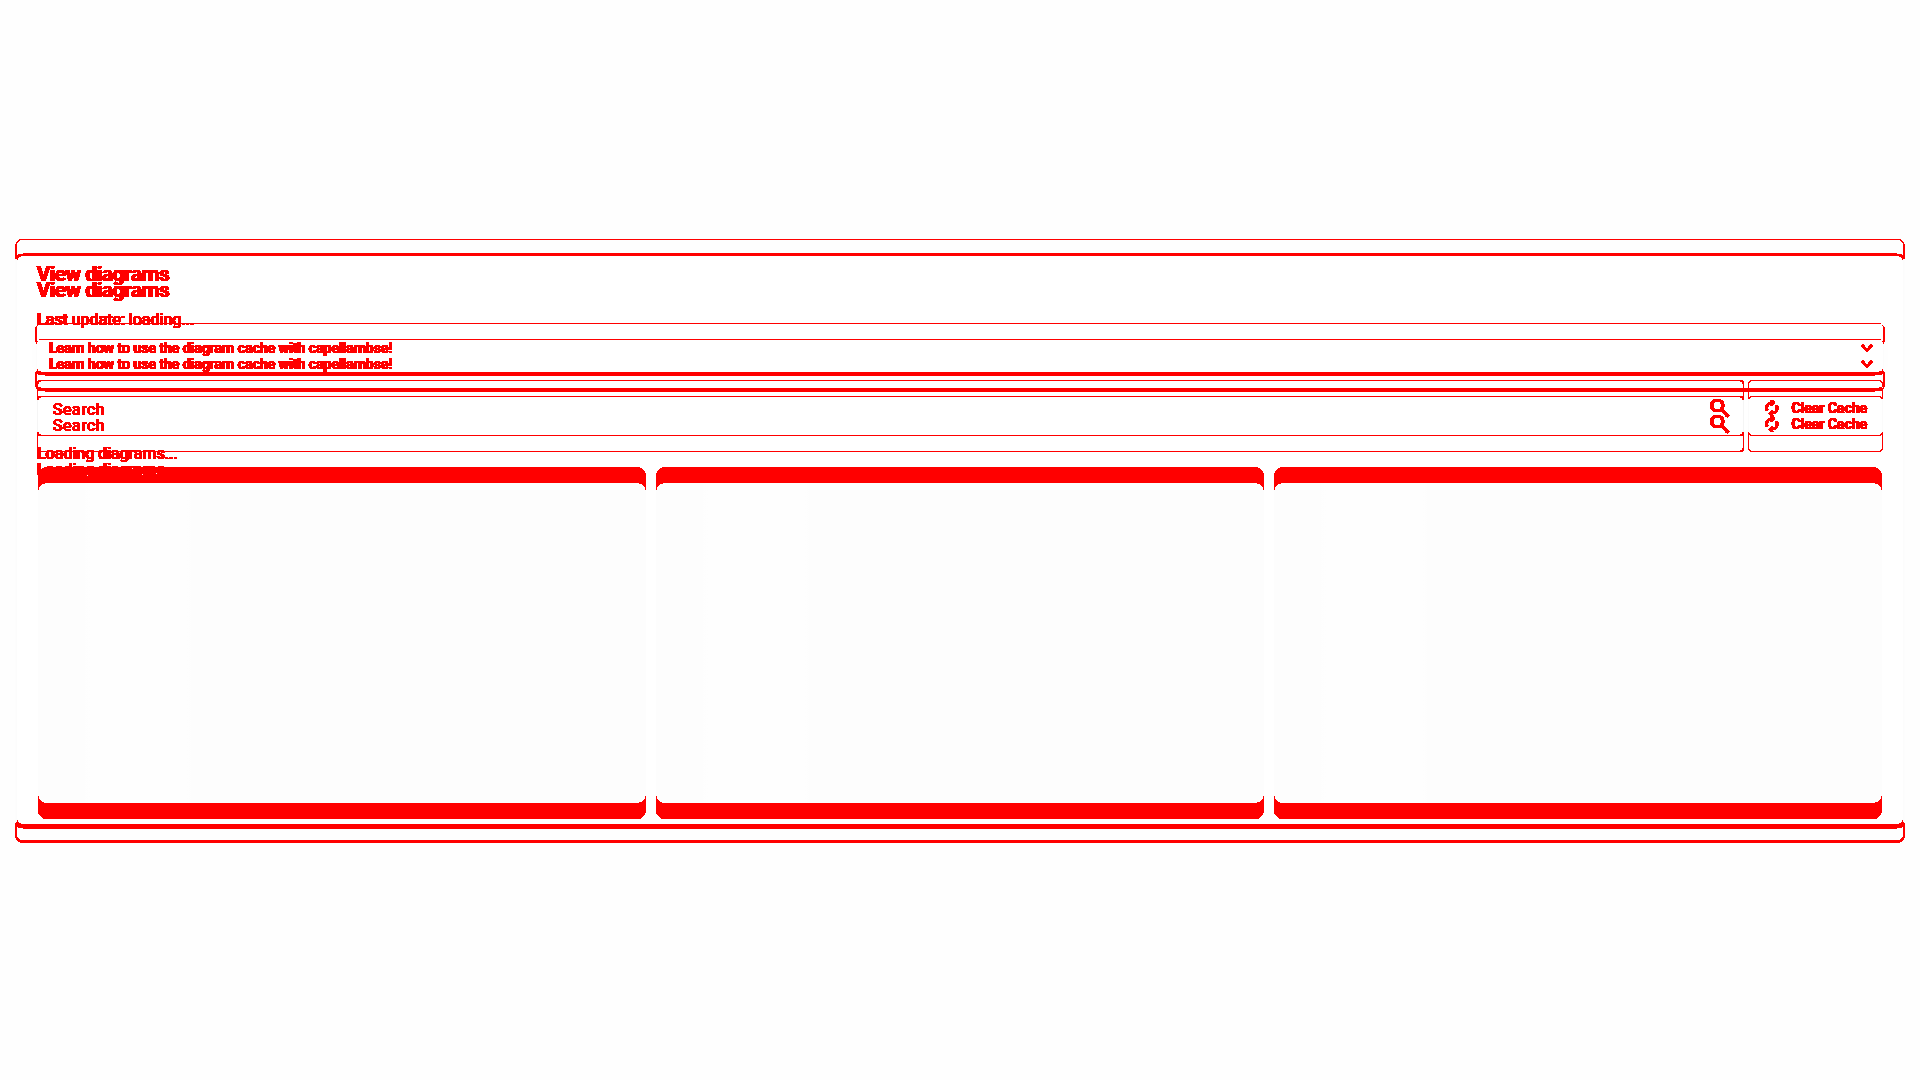 View diagrams
View diagrams
Last update: loading...
Learn how to use the diagram cache with capellambse!
Learn how to use the diagram cache with capellambse!
Search
Search
Clear Cache
Clear Cache
Loading diagrams...
Loading diagrams